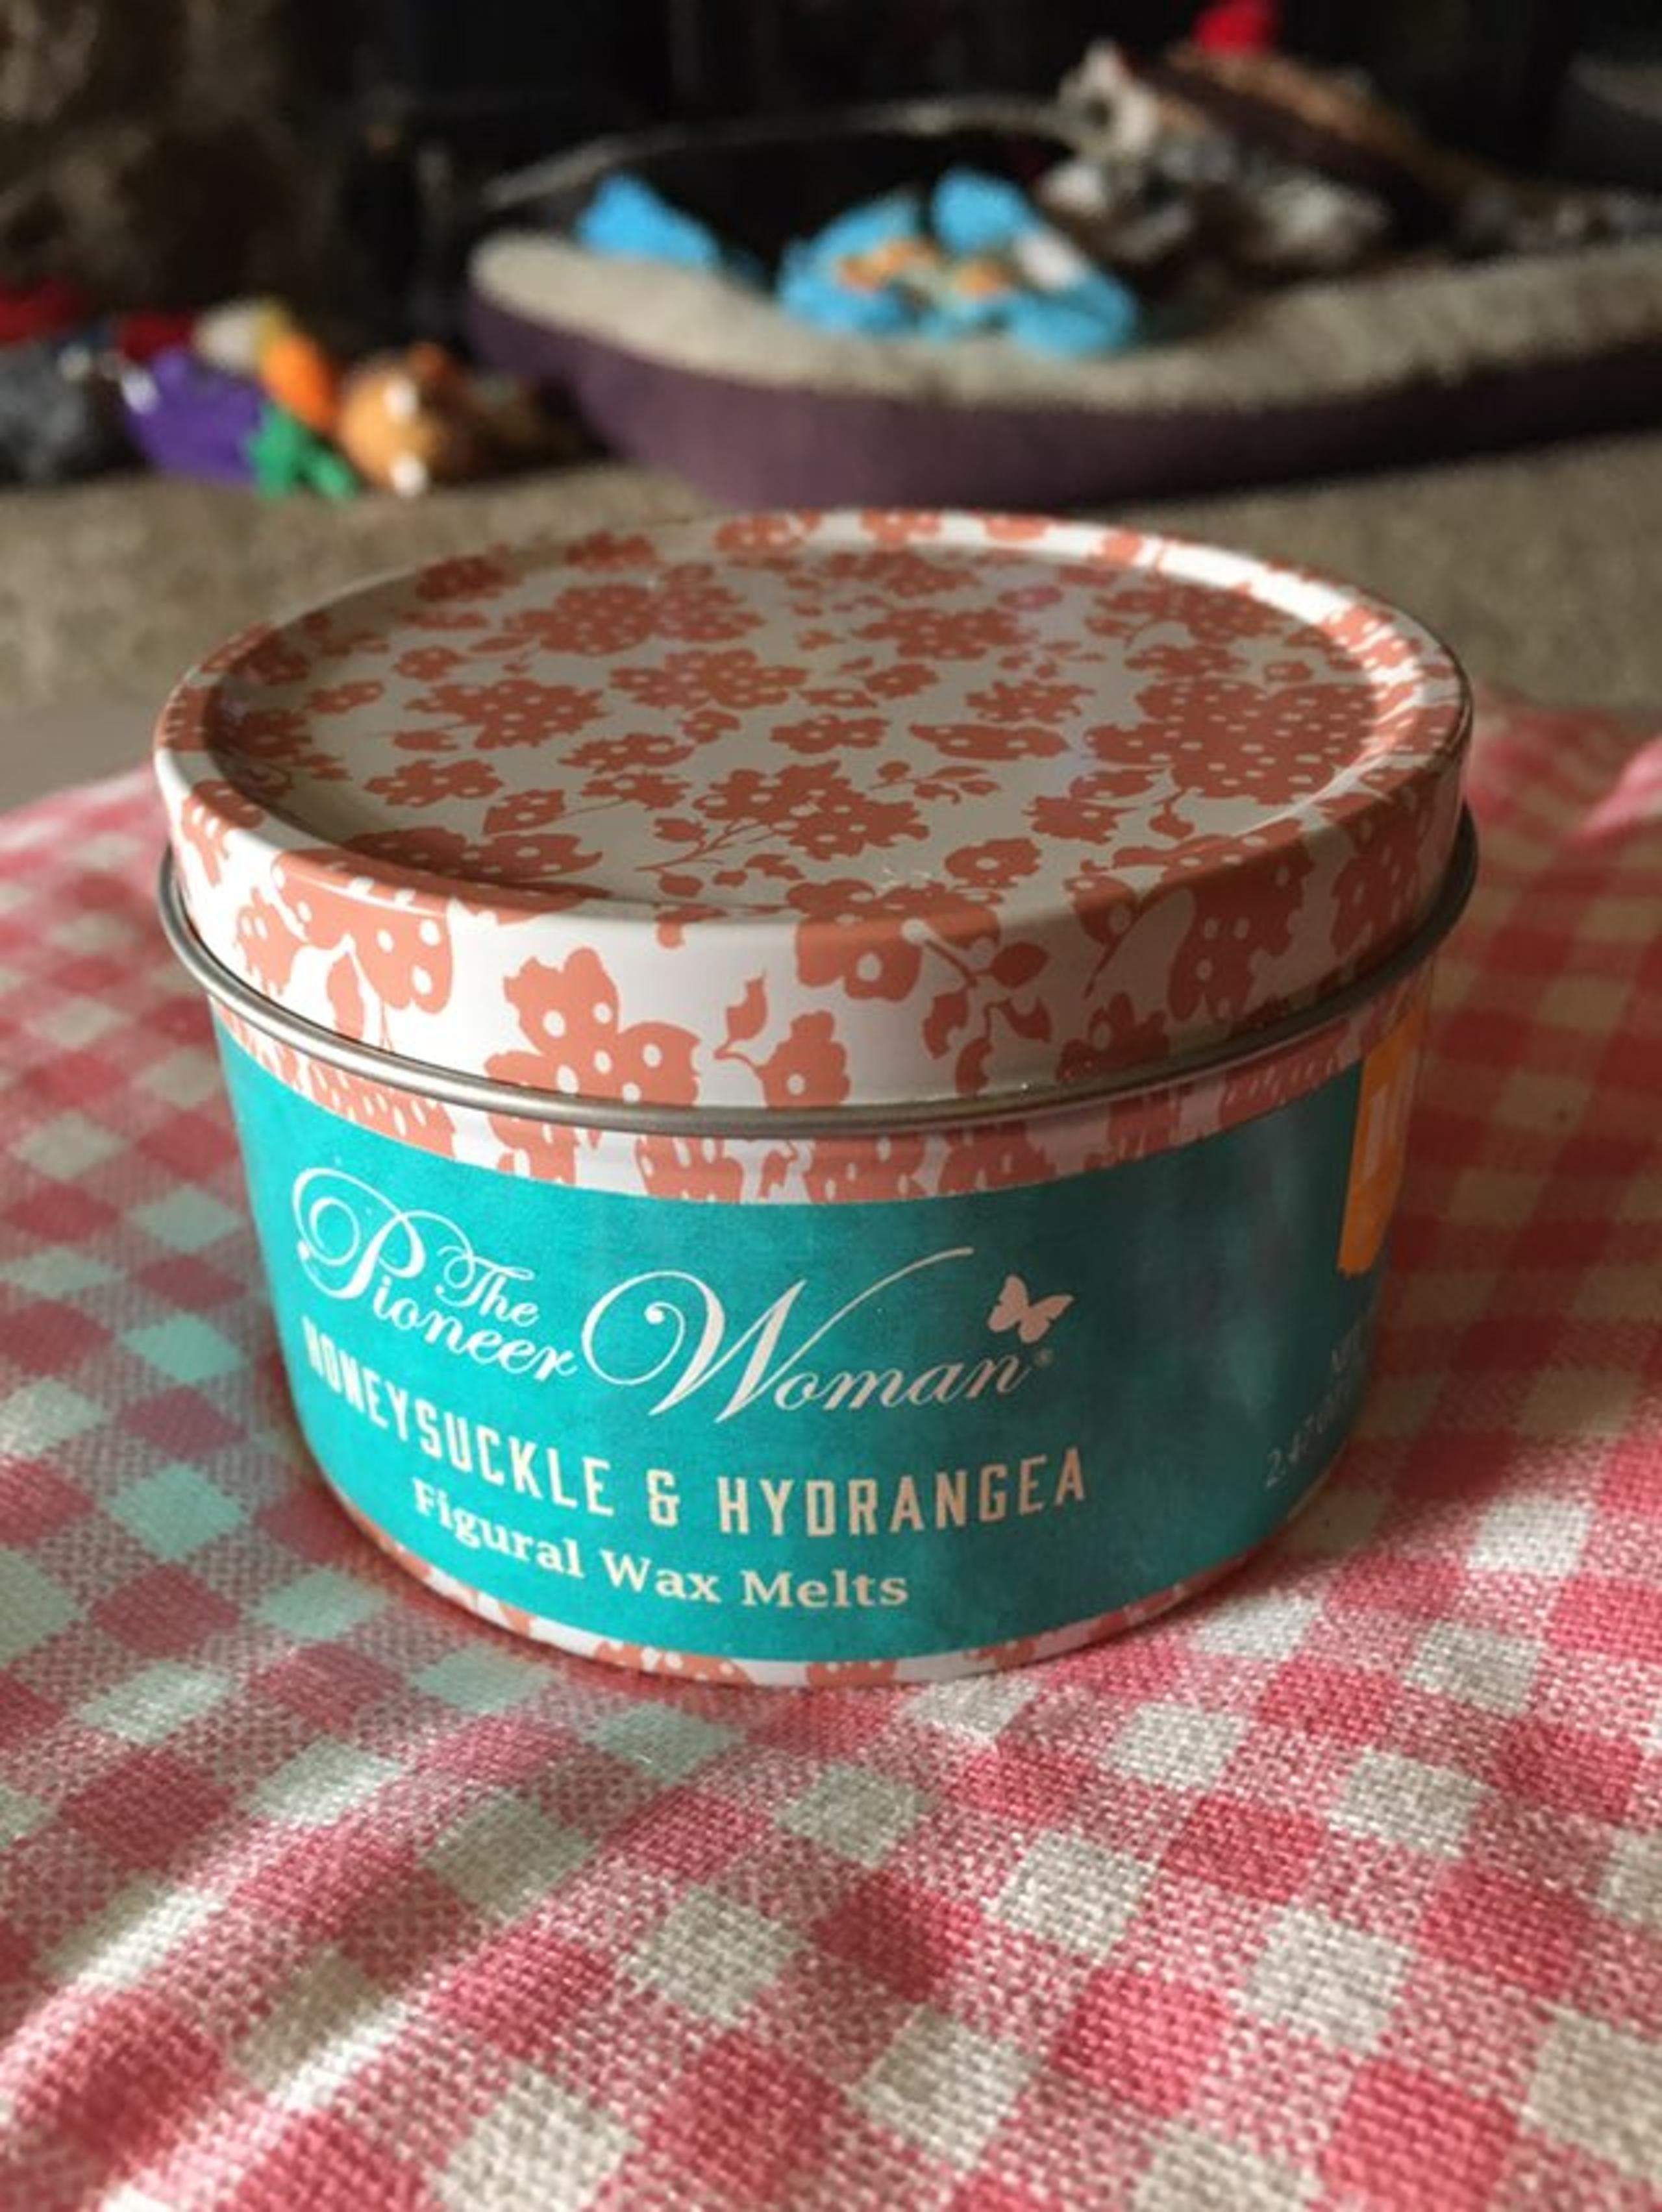 The
Pioneer Woman®
HONEYSUCKLE & HYDRANGEA
Figural Wax Melts